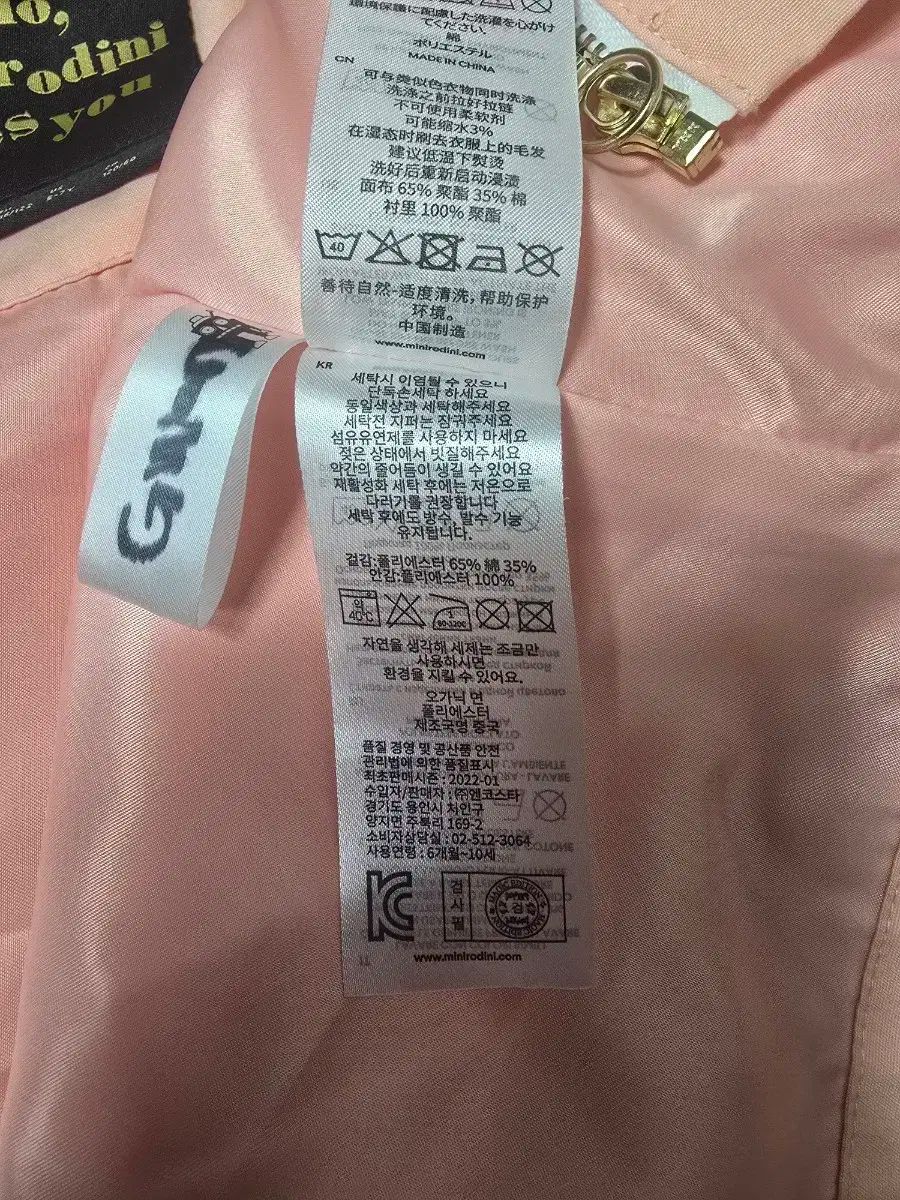 lo,
rodini
es you
116/122
5-7Y
120/60
環境保護に配慮した洗濯を心がけ
てください。
綿
ポリエステル
MADE IN CHINA
CN
可与类似色衣物同时洗涤
洗涤之前拉好拉链
不可使用柔软剂
可能缩水3%
在湿态时刷去衣服上的毛发
建议低温下熨烫
洗好后重新启动浸渍
面布 65% 聚酯 35% 棉
衬里 100% 聚酯
40
善待自然-适度清洗，帮助保护
环境。
中国制造
www.minirodini.com
KR
세탁시 이염될 수 있으니
단독손세탁 하세요
동일색상과 세탁해주세요
세탁전 지퍼는 잠궈주세요
섬유유연제를 사용하지 마세요
젖은 상태에서 빗질해주세요
약간의 줄어듬이 생길 수 있어요
재활성화 세탁 후에는 저온으로
다러기를 권장합니다
세탁 후에도 방수, 발수 기능
유지됩니다.
겉감:폴리에스터 65% 綿 35%
안감:폴리에스터 100%
약
40°C
1
80-120C
자연을 생각해 세제는 조금만
사용하시면
환경을 지킬 수 있어요.
오가닉 면
폴리에스터
제조국명 중국
품질 경영 및 공산품 안전
관리법에 의한 품질표시
최초판매시즌 : 2022-01
수입자/판매자 : ㈜엔코스타
경기도 용인시 처인구
양지면 주북리 169-2
소비자상담실 : 02-512-3064
사용연령 : 6개월~10세
검
사
필
MAGIC EDITION
검
MAGIC EDITION
www.minirodini.com
IT